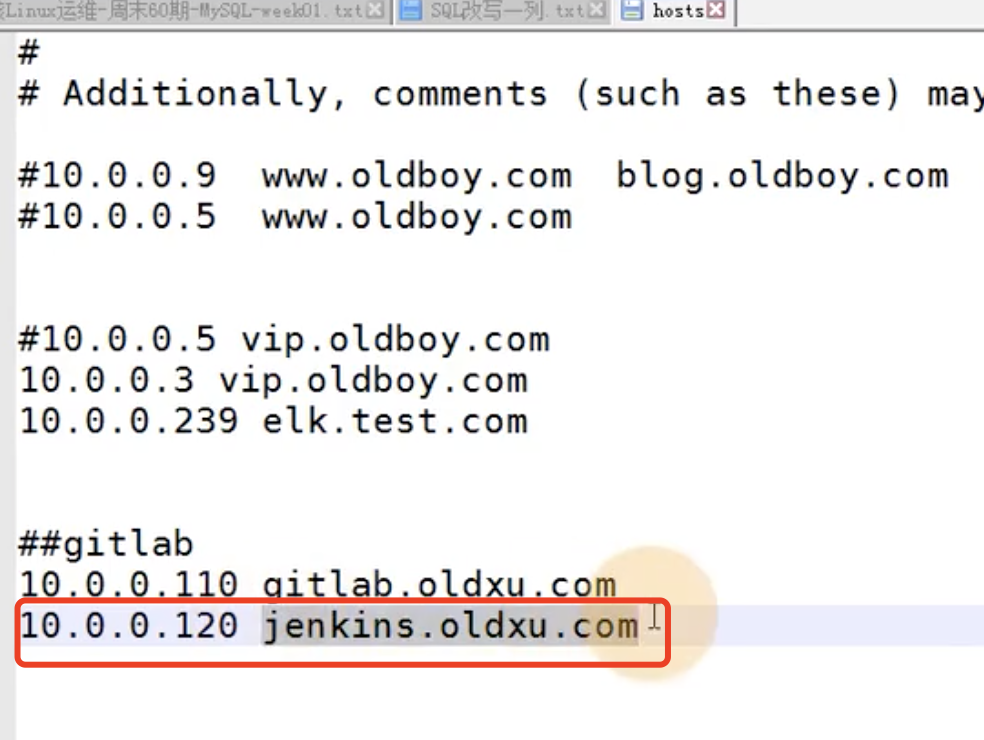 Linux运维-周末60期-MySQL-week01.txt SQL改写一列.txt hosts
#
# Additionally, comments (such as these) may
#10.0.0.9 www.oldboy.com blog.oldboy.com
#10.0.0.5 www.oldboy.com
#10.0.0.5 vip.oldboy.com
10.0.0.3 vip.oldboy.com
10.0.0.239 elk.test.com
##gitlab
10.0.0.110 gitlab.oldxu.com
10.0.0.120 jenkins.oldxu.com